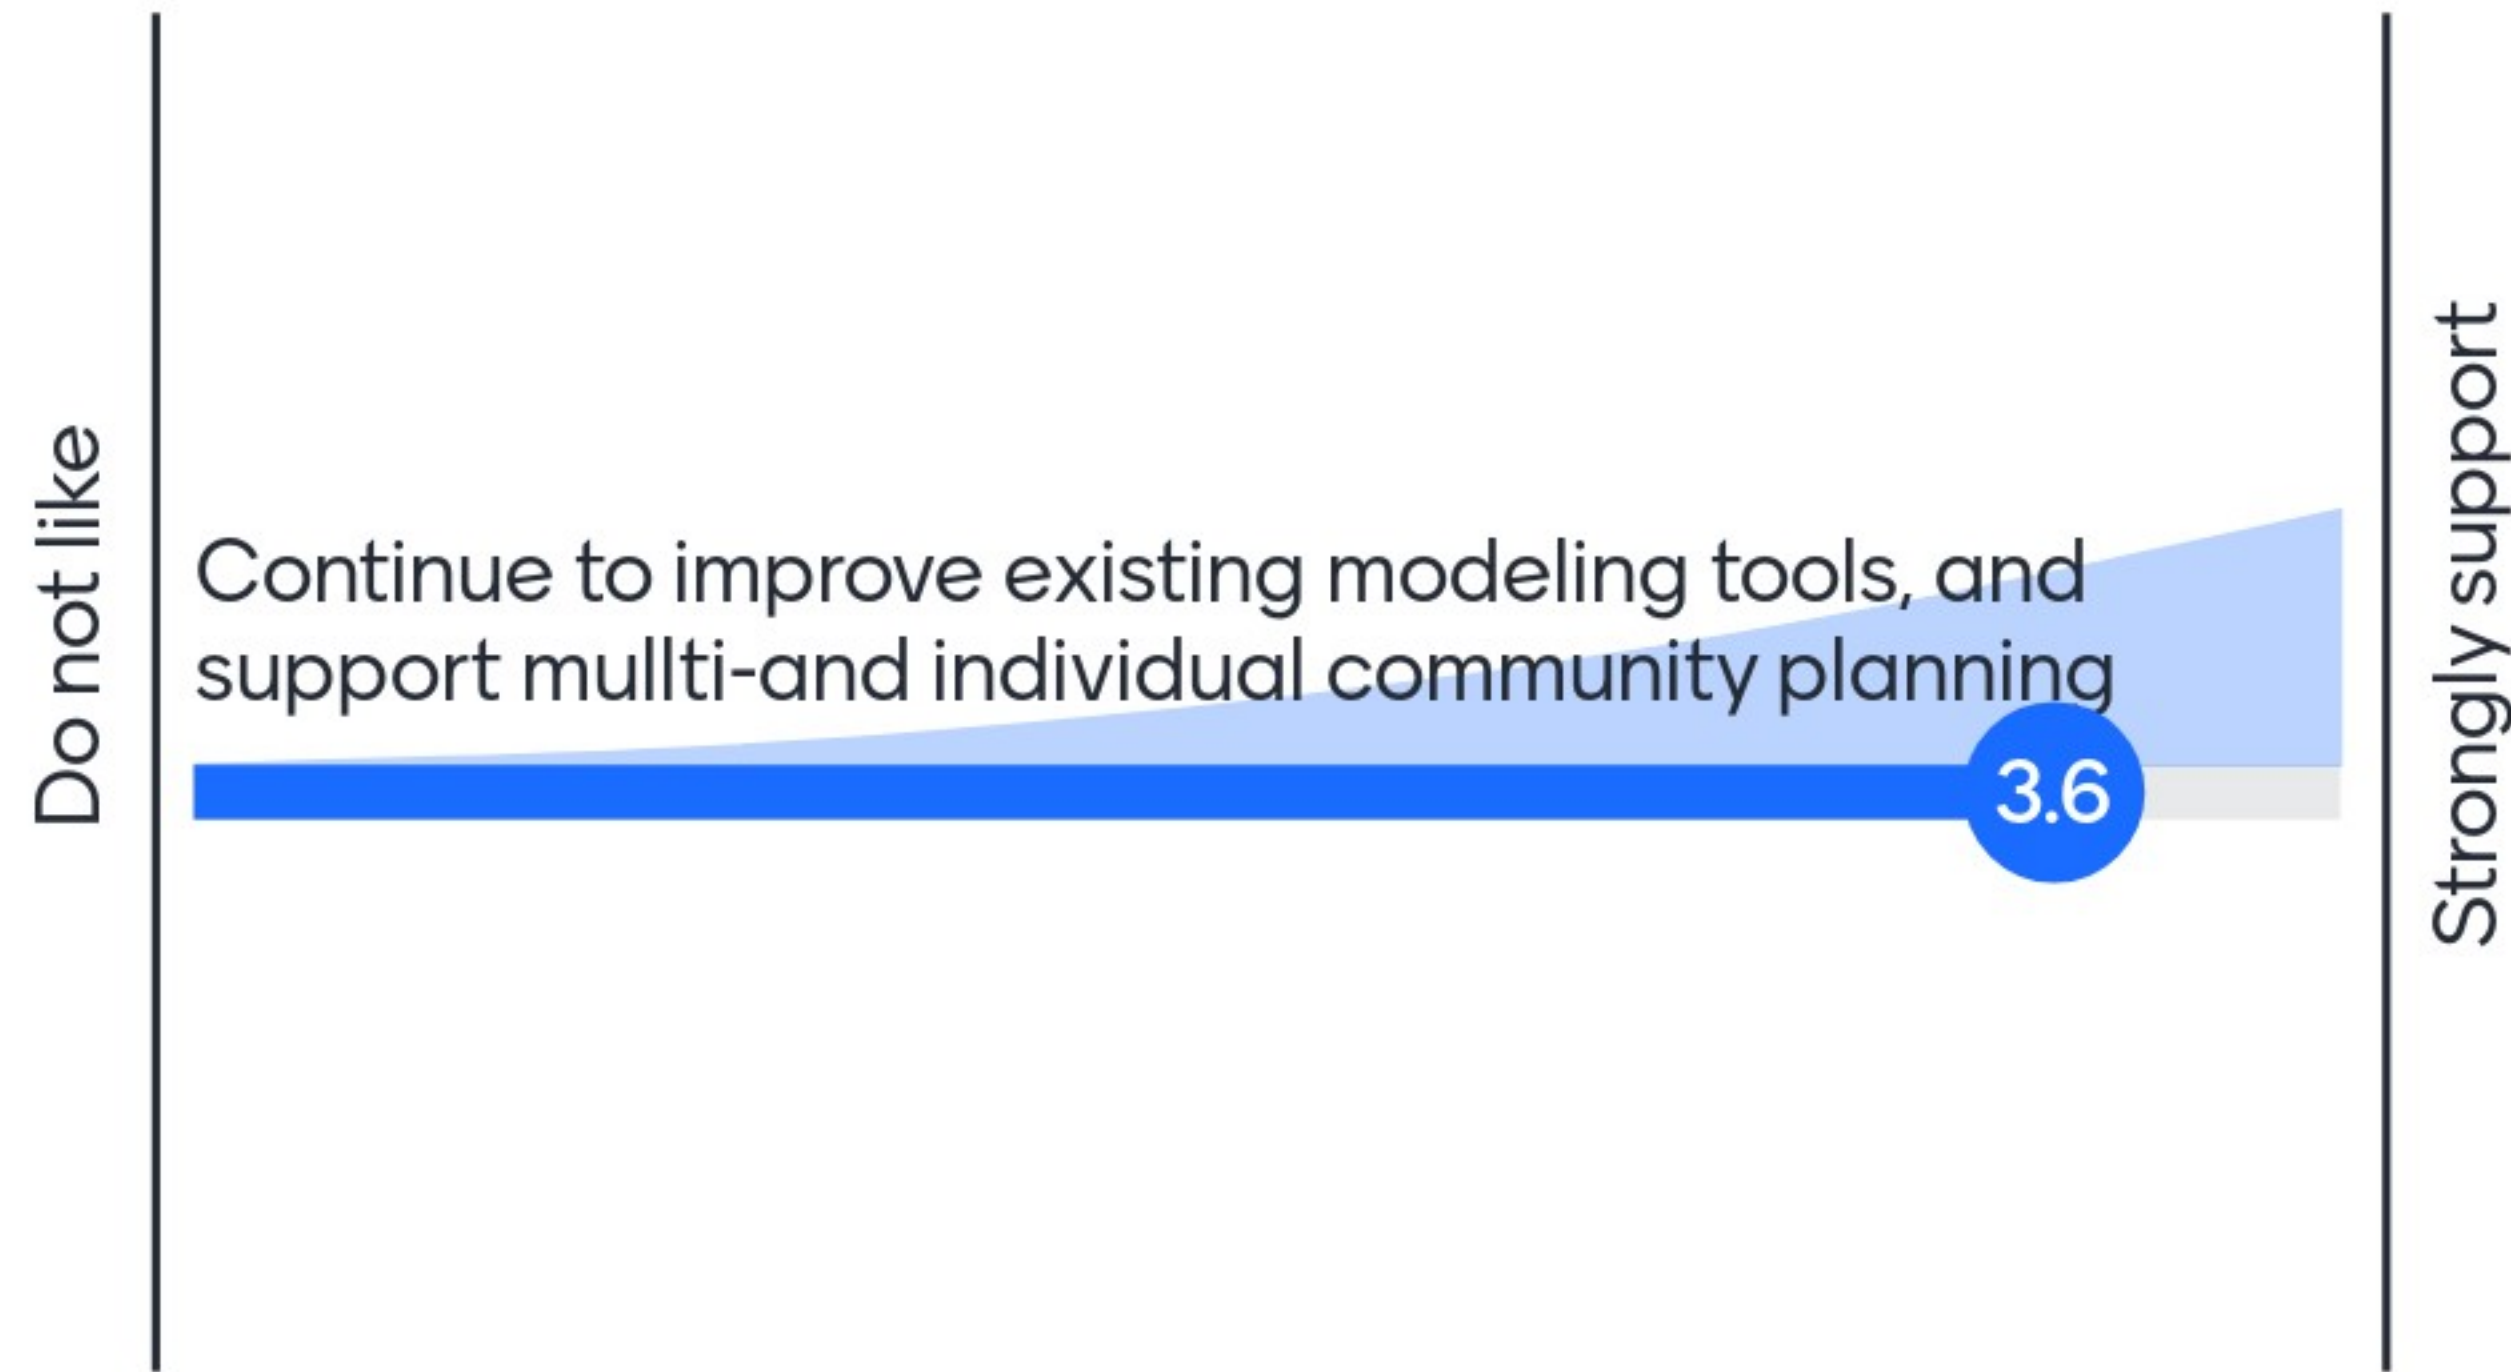 Do not like
Continue to improve existing modeling tools, and
support mullti-and individual community planning
3.6
Strongly support